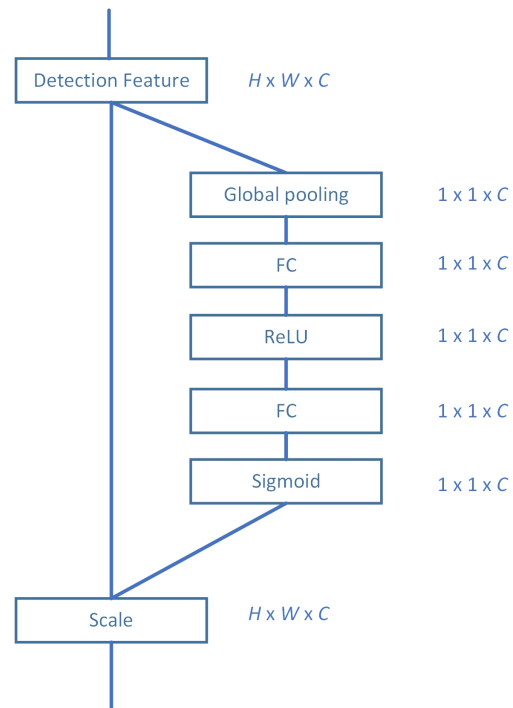 Detection Feature H x W x C
Global pooling 1 x 1 x C
FC 1 x 1 x C
ReLU 1 x 1 x C
FC 1 x 1 x C
Sigmoid 1 x 1 x C
Scale H x W x C